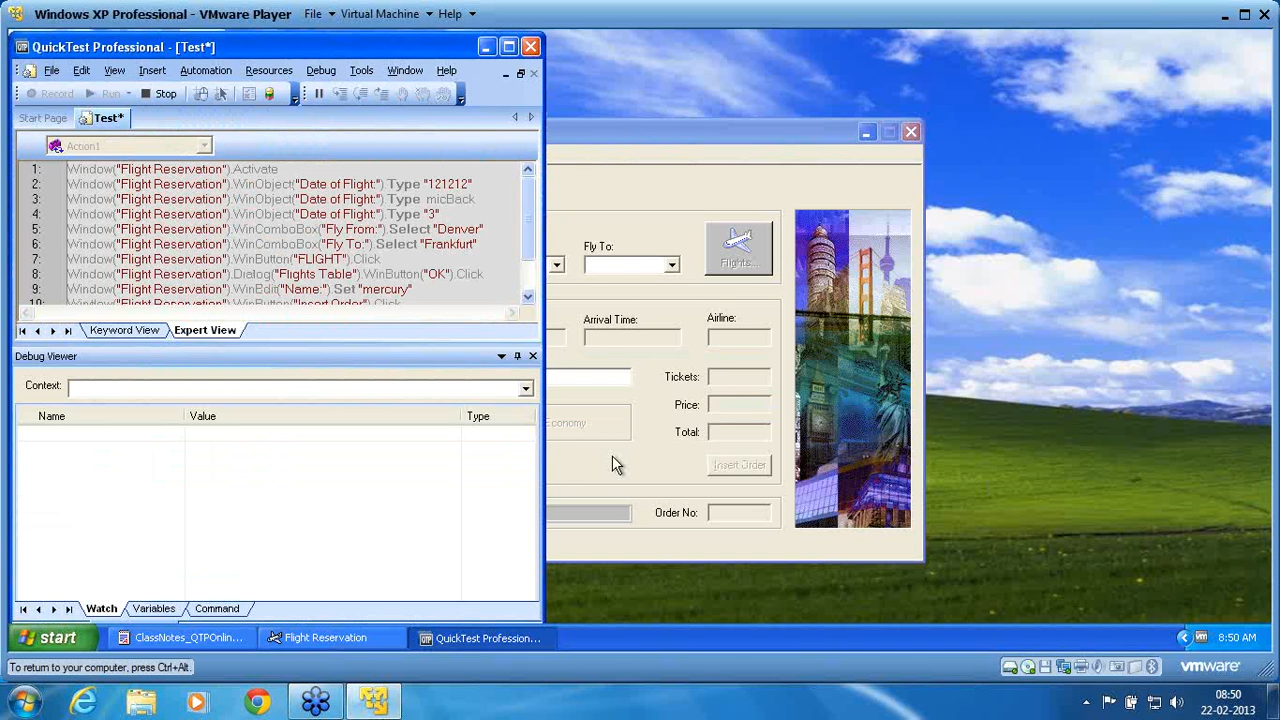 Windows XP Professional - VMware Player File Virtual Machine Help
QuickTest Professional - [Test*]
File Edit View Insert Automation Resources Debug Tools Window Help
Record Run Stop
Start Page Test*
Action1
1: Window("Flight Reservation").Activate
2: Window("Flight Reservation").WinObject("Date of Flight:").Type "121212"
3: Window("Flight Reservation").WinObject("Date of Flight:").Type micBack
4: Window("Flight Reservation").WinObject("Date of Flight:").Type "3"
5: Window("Flight Reservation").WinComboBox("Fly From:").Select "Denver"
6: Window("Flight Reservation").WinComboBox("Fly To:").Select "Frankfurt"
7: Window("Flight Reservation").WinButton("FLIGHT").Click
8: Window("Flight Reservation").Dialog("Flights Table").WinButton("OK").Click
9: Window("Flight Reservation").WinEdit("Name:").Set "mercury"
10: Window("Flight Reservation").WinButton("Insert Order").Click
Keyword View Expert View
Debug Viewer
Context:
Name Value Type
Watch Variables Command
Fly To:
Flights...
Arrival Time: Airline:
Tickets:
Price:
Economy
Total:
Insert Order
Order No:
start ClassNotes_QTPOnlin... Flight Reservation QuickTest Profession... 8:50 AM
To return to your computer, press Ctrl+Alt. vmware
08:50
22-02-2013